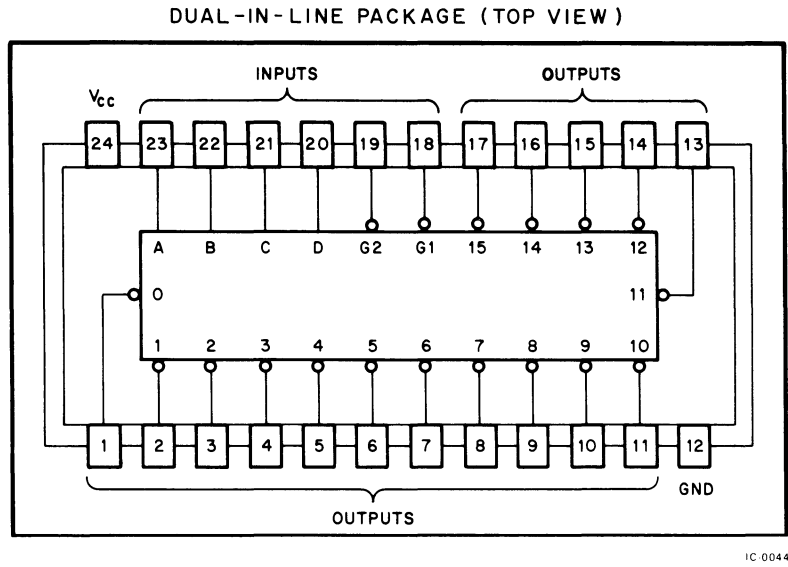 DUAL-IN-LINE PACKAGE (TOP VIEW)
INPUTS OUTPUTS
VCC
24 23 22 21 20 19 18 17 16 15 14 13
A B C D G2 G1 15 14 13 12
0 11
1 2 3 4 5 6 7 8 9 10
1 2 3 4 5 6 7 8 9 10 11 12
GND
OUTPUTS
IC-0044